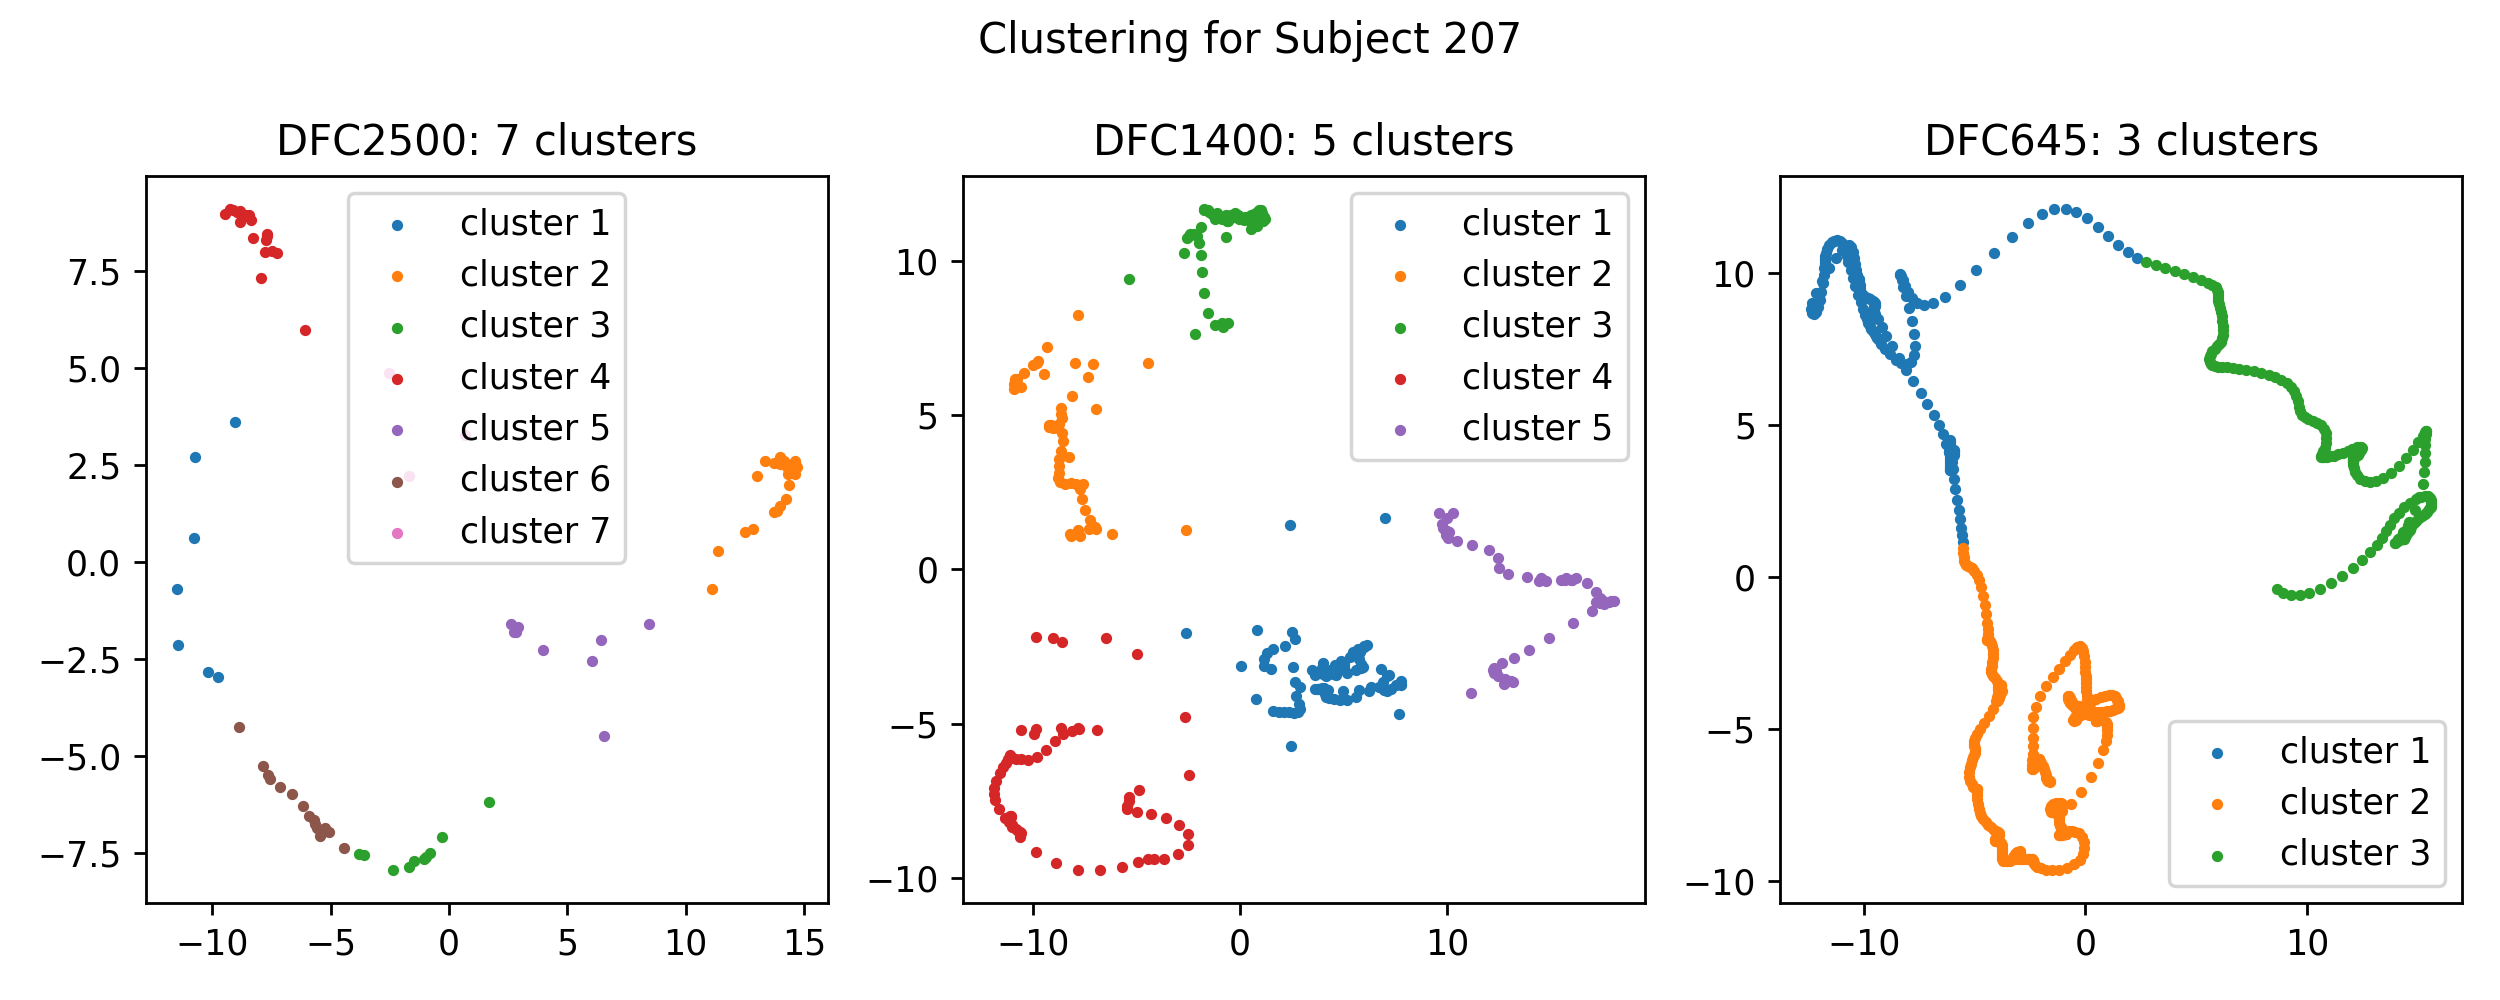 Clustering for Subject 207
DFC2500: 7 clusters
cluster 1
cluster 2
cluster 3
cluster 4
cluster 5
cluster 6
cluster 7
7.5
5.0
2.5
0.0
−2.5
−5.0
−7.5
−10
−5
0
5
10
15
DFC1400: 5 clusters
cluster 1
cluster 2
cluster 3
cluster 4
cluster 5
10
5
0
−5
−10
−10
0
10
DFC645: 3 clusters
10
5
0
−5
−10
cluster 1
cluster 2
cluster 3
−10
0
10